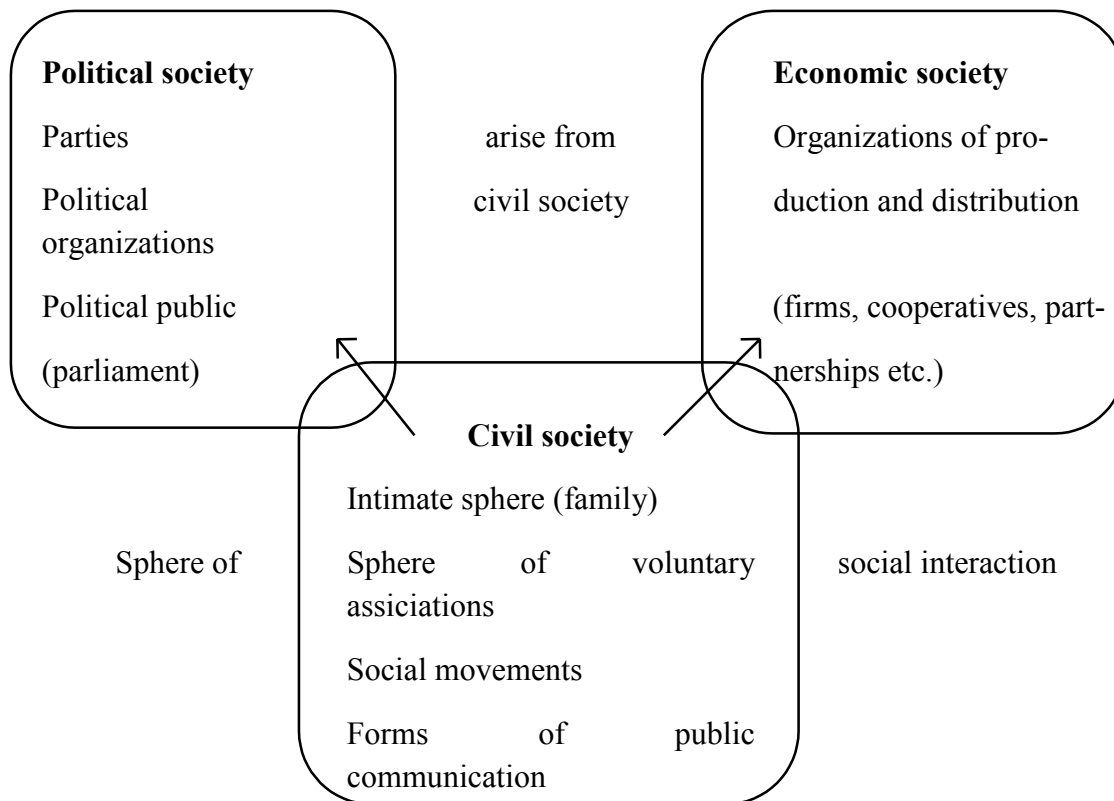 Political society
Parties
Political
organizations
Political public
(parliament)
arise from
civil society
Economic society
Organizations of pro-
duction and distribution
(firms, cooperatives, part-
nerships etc.)
Civil society
Intimate sphere (family)
Sphere of voluntary
assiciations
Social movements
Forms of public
communication
Sphere of
social interaction